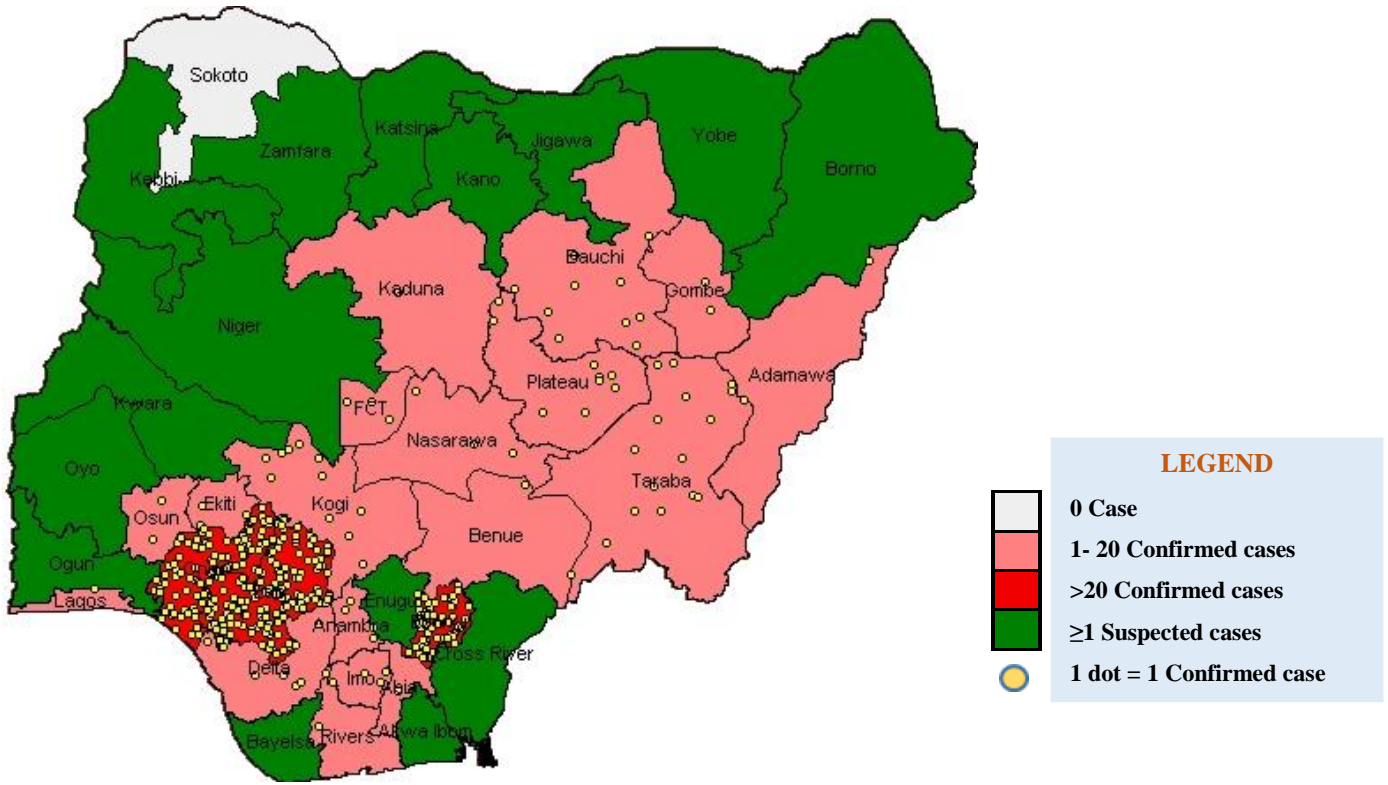 Sokoto
Katsina
Jigawa
Yobe
Zamfara
Borno
Kebbi
Kano
Bauchi
Kaduna
Gombe
Niger
Plateau
Adamawa
Kwara
FCT
Nasarawa
Oyo
Taraba
Ekiti
Kogi
Osun
Benue
Ogun
Lagos
Enugu
Anambra
Cross River
Delta
Imo
Abia
Bayelsa
Rivers
Akwa Ibom
LEGEND
0 Case
1- 20 Confirmed cases
>20 Confirmed cases
≥1 Suspected cases
1 dot = 1 Confirmed case